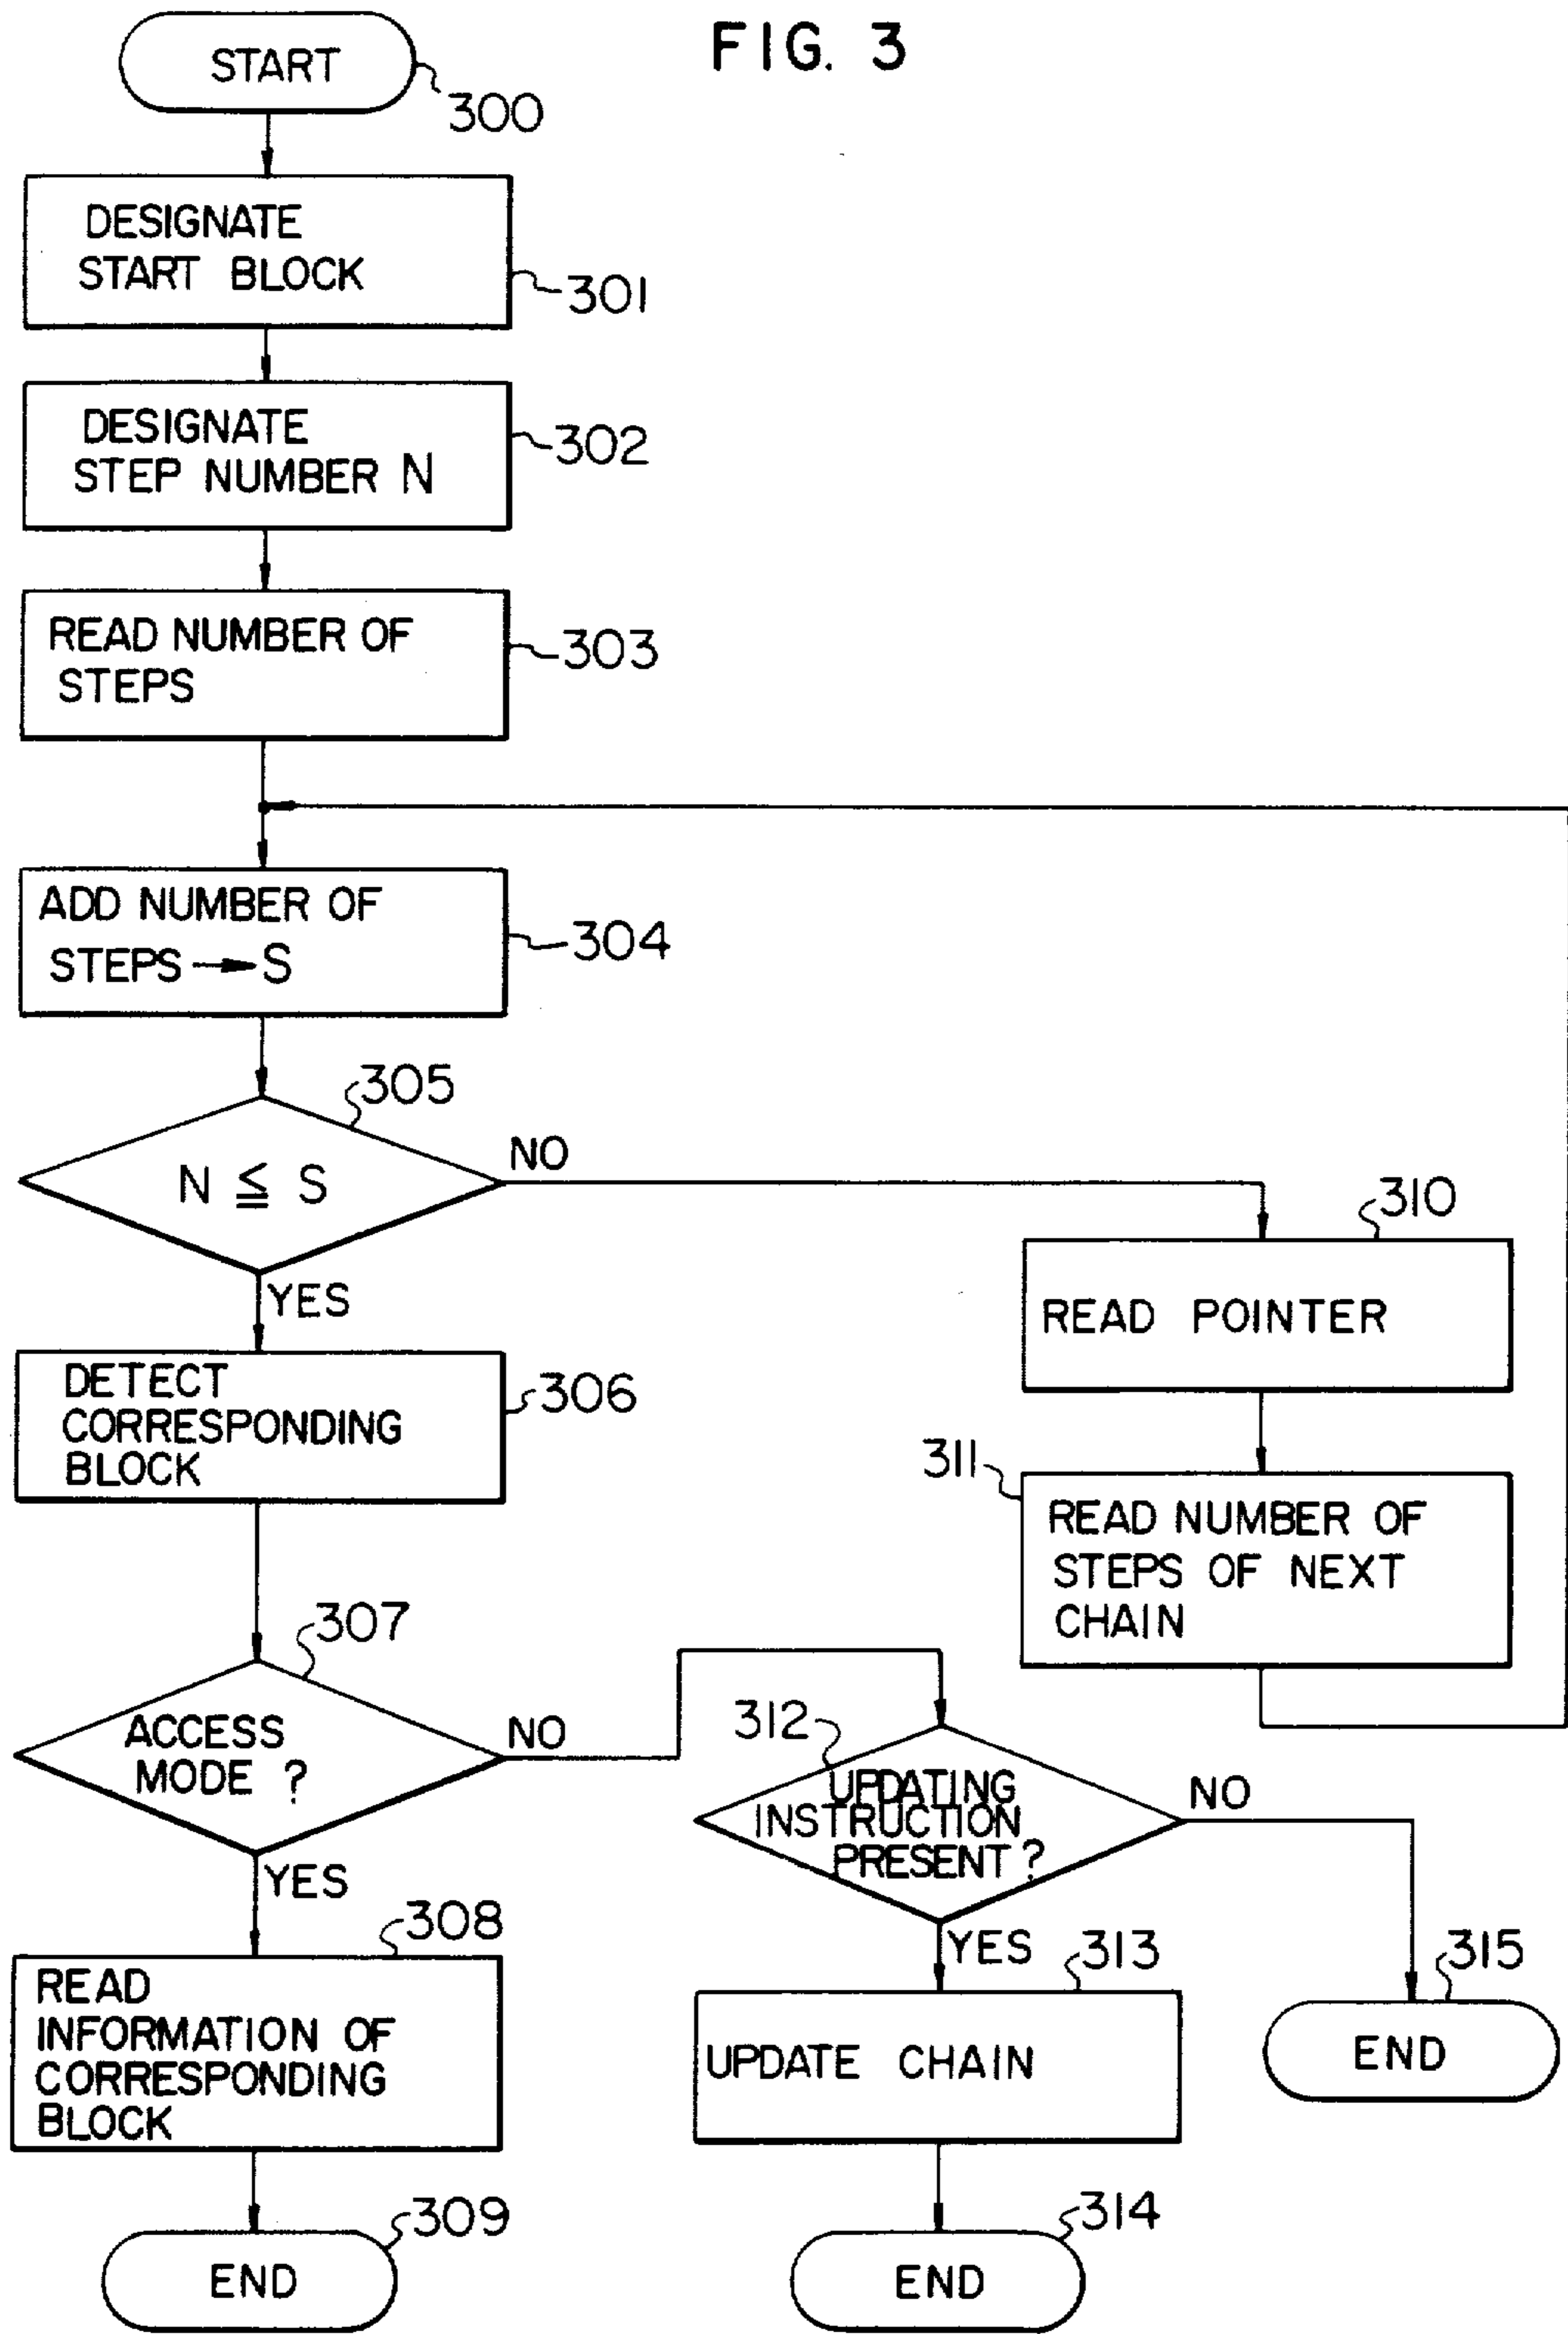 FIG. 3
START
300
DESIGNATE
START BLOCK
301
DESIGNATE
STEP NUMBER N
302
READ NUMBER OF
STEPS
303
ADD NUMBER OF
STEPS → S
304
305
N ≦ S
NO
YES
310
READ POINTER
DETECT
CORRESPONDING
BLOCK
306
311
READ NUMBER OF
STEPS OF NEXT
CHAIN
307
ACCESS
MODE ?
NO
YES
312
UPDATING
INSTRUCTION
PRESENT ?
NO
YES
308
READ
INFORMATION OF
CORRESPONDING
BLOCK
313
UPDATE CHAIN
315
END
309
END
314
END